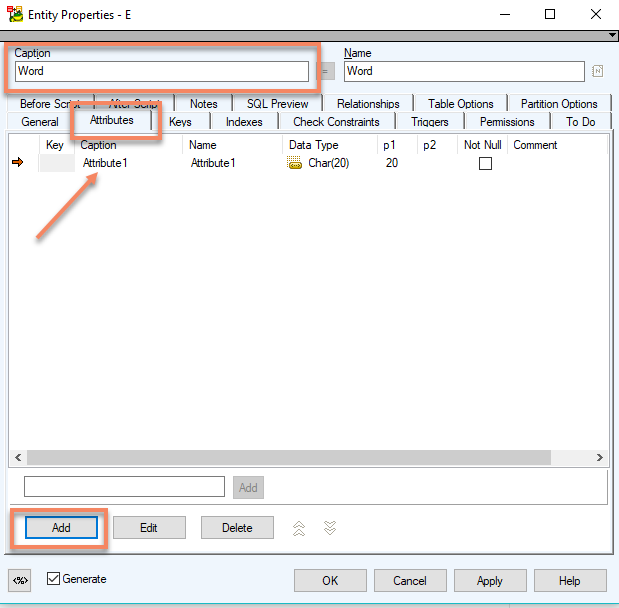 Entity Properties - E
Caption Name
Word = Word
Before Script After Script Notes SQL Preview Relationships Table Options Partition Options
General Attributes Keys Indexes Check Constraints Triggers Permissions To Do
Key Caption Name Data Type p1 p2 Not Null Comment
Attribute1 Attribute1 Char(20) 20
Add
Add Edit Delete
<%> Generate OK Cancel Apply Help